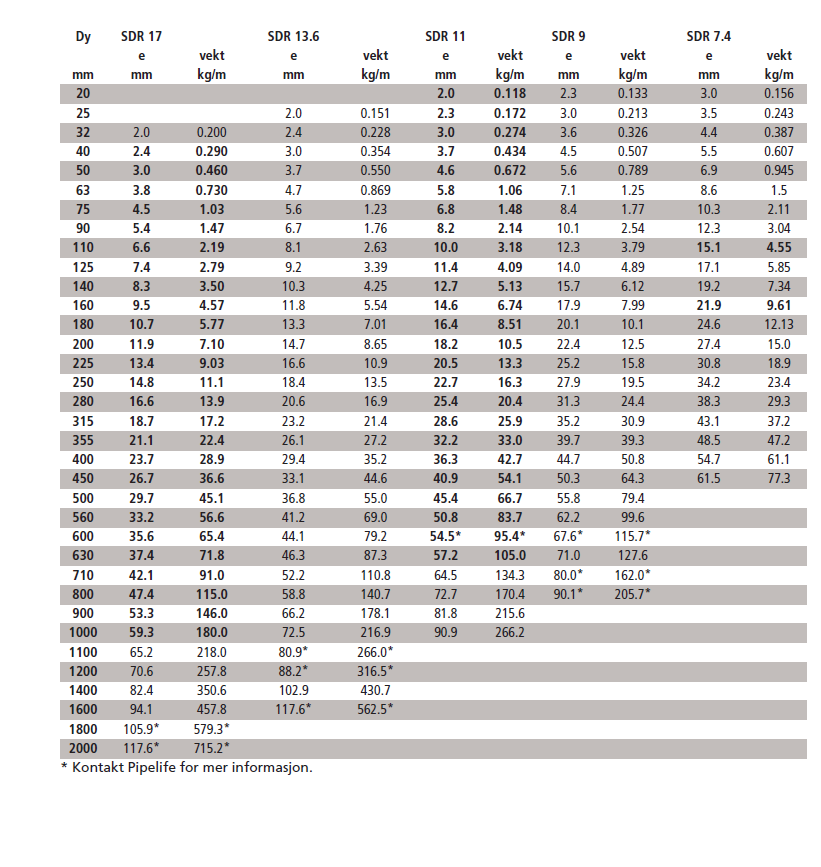 Dy SDR 17 SDR 13.6 SDR 11 SDR 9 SDR 7.4
e vekt e vekt e vekt e vekt e vekt
mm mm kg/m mm kg/m mm kg/m mm kg/m mm kg/m
20 2.0 0.118 2.3 0.133 3.0 0.156
25 2.0 0.151 2.3 0.172 3.0 0.213 3.5 0.243
32 2.0 0.200 2.4 0.228 3.0 0.274 3.6 0.326 4.4 0.387
40 2.4 0.290 3.0 0.354 3.7 0.434 4.5 0.507 5.5 0.607
50 3.0 0.460 3.7 0.550 4.6 0.672 5.6 0.789 6.9 0.945
63 3.8 0.730 4.7 0.869 5.8 1.06 7.1 1.25 8.6 1.5
75 4.5 1.03 5.6 1.23 6.8 1.48 8.4 1.77 10.3 2.11
90 5.4 1.47 6.7 1.76 8.2 2.14 10.1 2.54 12.3 3.04
110 6.6 2.19 8.1 2.63 10.0 3.18 12.3 3.79 15.1 4.55
125 7.4 2.79 9.2 3.39 11.4 4.09 14.0 4.89 17.1 5.85
140 8.3 3.50 10.3 4.25 12.7 5.13 15.7 6.12 19.2 7.34
160 9.5 4.57 11.8 5.54 14.6 6.74 17.9 7.99 21.9 9.61
180 10.7 5.77 13.3 7.01 16.4 8.51 20.1 10.1 24.6 12.13
200 11.9 7.10 14.7 8.65 18.2 10.5 22.4 12.5 27.4 15.0
225 13.4 9.03 16.6 10.9 20.5 13.3 25.2 15.8 30.8 18.9
250 14.8 11.1 18.4 13.5 22.7 16.3 27.9 19.5 34.2 23.4
280 16.6 13.9 20.6 16.9 25.4 20.4 31.3 24.4 38.3 29.3
315 18.7 17.2 23.2 21.4 28.6 25.9 35.2 30.9 43.1 37.2
355 21.1 22.4 26.1 27.2 32.2 33.0 39.7 39.3 48.5 47.2
400 23.7 28.9 29.4 35.2 36.3 42.7 44.7 50.8 54.7 61.1
450 26.7 36.6 33.1 44.6 40.9 54.1 50.3 64.3 61.5 77.3
500 29.7 45.1 36.8 55.0 45.4 66.7 55.8 79.4
560 33.2 56.6 41.2 69.0 50.8 83.7 62.2 99.6
600 35.6 65.4 44.1 79.2 54.5* 95.4* 67.6* 115.7*
630 37.4 71.8 46.3 87.3 57.2 105.0 71.0 127.6
710 42.1 91.0 52.2 110.8 64.5 134.3 80.0* 162.0*
800 47.4 115.0 58.8 140.7 72.7 170.4 90.1* 205.7*
900 53.3 146.0 66.2 178.1 81.8 215.6
1000 59.3 180.0 72.5 216.9 90.9 266.2
1100 65.2 218.0 80.9* 266.0*
1200 70.6 257.8 88.2* 316.5*
1400 82.4 350.6 102.9 430.7
1600 94.1 457.8 117.6* 562.5*
1800 105.9* 579.3*
2000 117.6* 715.2*
* Kontakt Pipelife for mer informasjon.